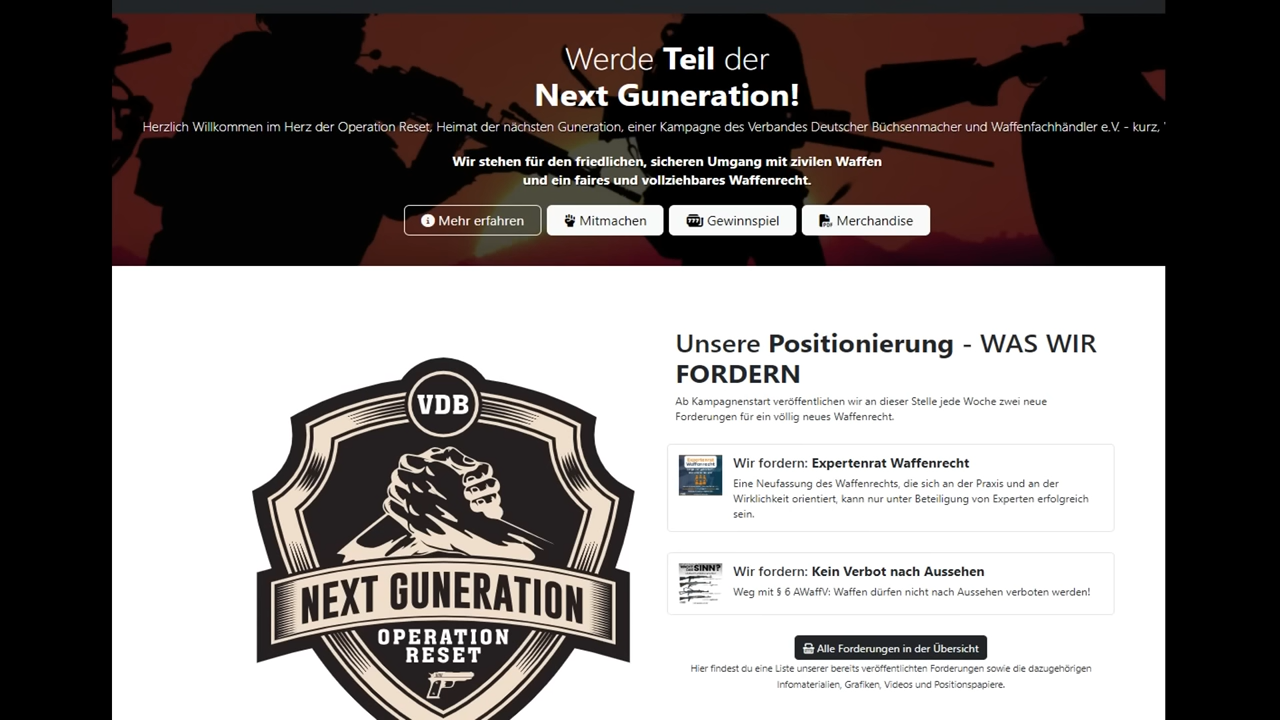 Werde Teil der
Next Guneration!
Herzlich Willkommen im Herz der Operation Reset, Heimat der nächsten Guneration, einer Kampagne des Verbandes Deutscher Büchsenmacher und Waffenfachhändler e.V. - kurz,
Wir stehen für den friedlichen, sicheren Umgang mit zivilen Waffen
und ein faires und vollziehbares Waffenrecht.
Mehr erfahren
Mitmachen
Gewinnspiel
Merchandise
VDB
NEXT GUNERATION
OPERATION
RESET
Unsere Positionierung - WAS WIR
FORDERN
Ab Kampagnenstart veröffentlichen wir an dieser Stelle jede Woche zwei neue
Forderungen für ein völlig neues Waffenrecht.
Expertenrat
Waffenrecht
Wir fordern: Expertenrat Waffenrecht
Eine Neufassung des Waffenrechts, die sich an der Praxis und an der
Wirklichkeit orientiert, kann nur unter Beteiligung von Experten erfolgreich
sein.
SINN?
Wir fordern: Kein Verbot nach Aussehen
Weg mit § 6 AWaffV: Waffen dürfen nicht nach Aussehen verboten werden!
Alle Forderungen in der Übersicht
Hier findest du eine Liste unserer bereits veröffentlichten Forderungen sowie die dazugehörigen
Infomaterialien, Grafiken, Videos und Positionspapiere.